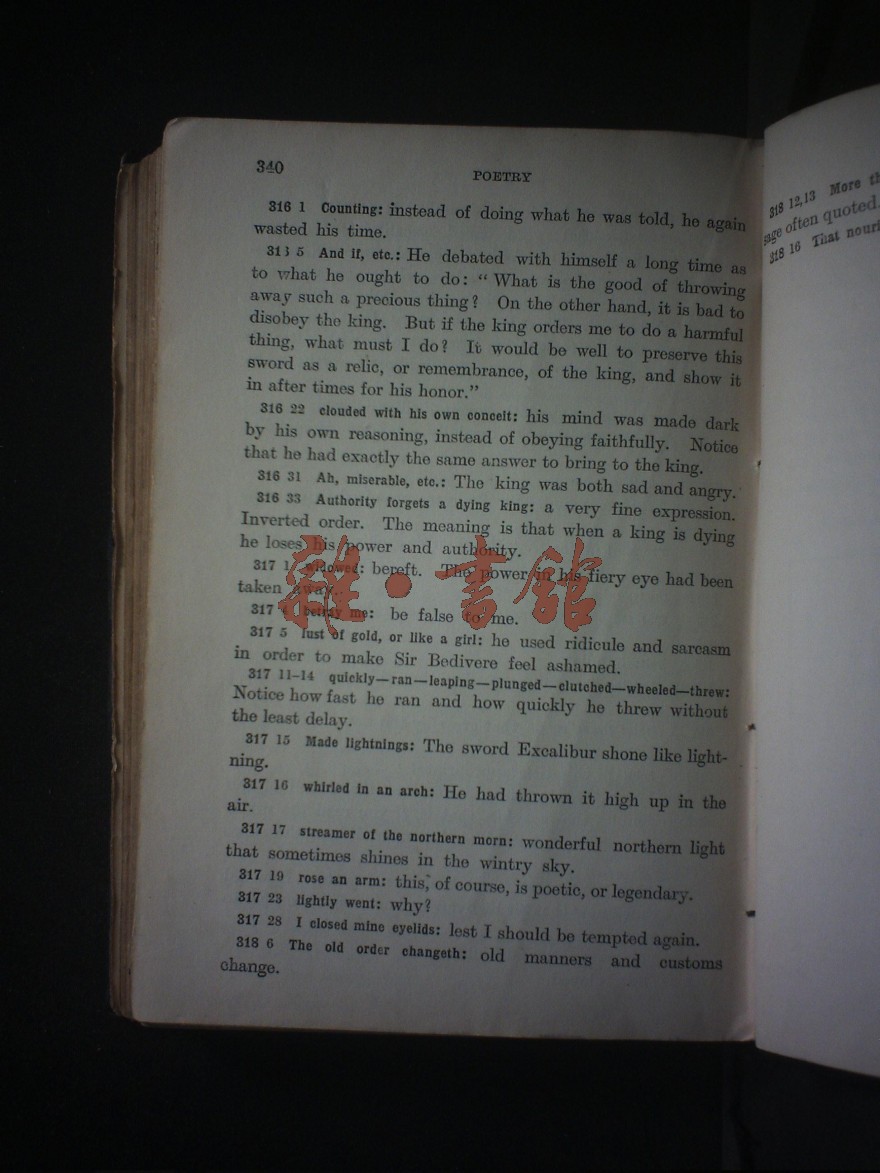 340
POETRY
316 1 Counting: instead of doing what he was told, he again
wasted his time.
313 5 And if, etc.: He debated with himself a long time as
to what he ought to do: “What is the good of throwing
away such a precious thing? On the other hand, it is bad to
disobey the king. But if the king orders me to do a harmful
thing, what must I do? It would be well to preserve this
sword as a relic, or remembrance, of the king, and show it
in after times for his honor.”
316 22 clouded with his own conceit: his mind was made dark
by his own reasoning, instead of obeying faithfully. Notice
that he had exactly the same answer to bring to the king.
316 31 Ah, miserable, etc.: The king was both sad and angry.
316 33 Authority forgets a dying king: a very fine expression.
Inverted order. The meaning is that when a king is dying
he loses his power and authority.
317 1 widowed: bereft. The power in his fiery eye had been
taken away.
317 4 betray me: be false to me.
317 5 lust of gold, or like a girl: he used ridicule and sarcasm
in order to make Sir Bedivere feel ashamed.
317 11–14 quickly—ran—leaping—plunged—clutched—wheeled—threw:
Notice how fast he ran and how quickly he threw without
the least delay.
317 15 Made lightnings: The sword Excalibur shone like light-
ning.
317 16 whirled in an arch: He had thrown it high up in the
air.
317 17 streamer of the northern morn: wonderful northern light
that sometimes shines in the wintry sky.
317 19 rose an arm: this, of course, is poetic, or legendary.
317 23 lightly went: why?
317 28 I closed mine eyelids: lest I should be tempted again.
318 6 The old order changeth: old manners and customs
change.
318 12,13 More
age often quoted.
318 16 That
雜·書館